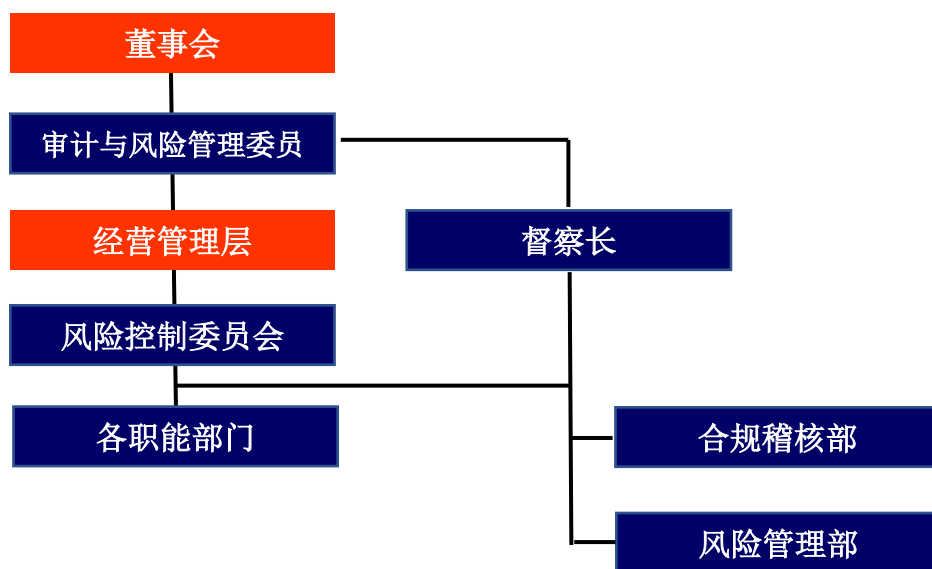 董事会
审计与风险管理委员
经营管理层
督察长
风险控制委员会
各职能部门
合规稽核部
风险管理部